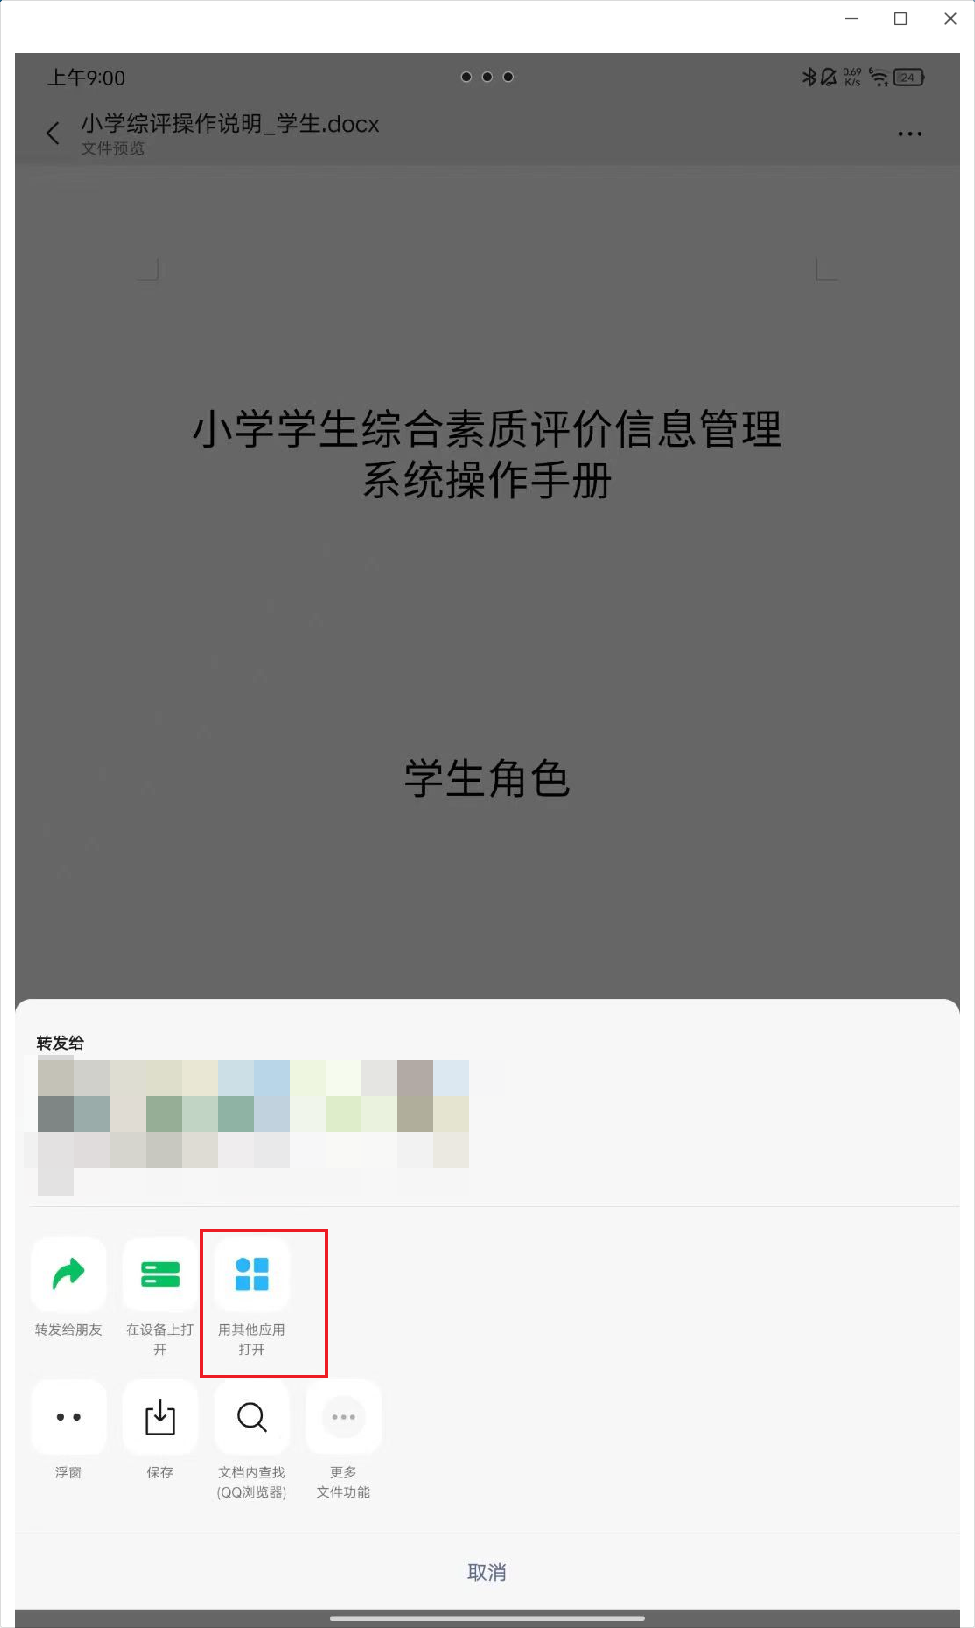 上午9:00
0.69
K/s
24
小学综评操作说明_学生.docx
文件预览
小学学生综合素质评价信息管理
系统操作手册
学生角色
转发给
转发给朋友
在设备上打
开
用其他应用
打开
浮窗
保存
文档内查找
(QQ浏览器)
更多
文件功能
取消